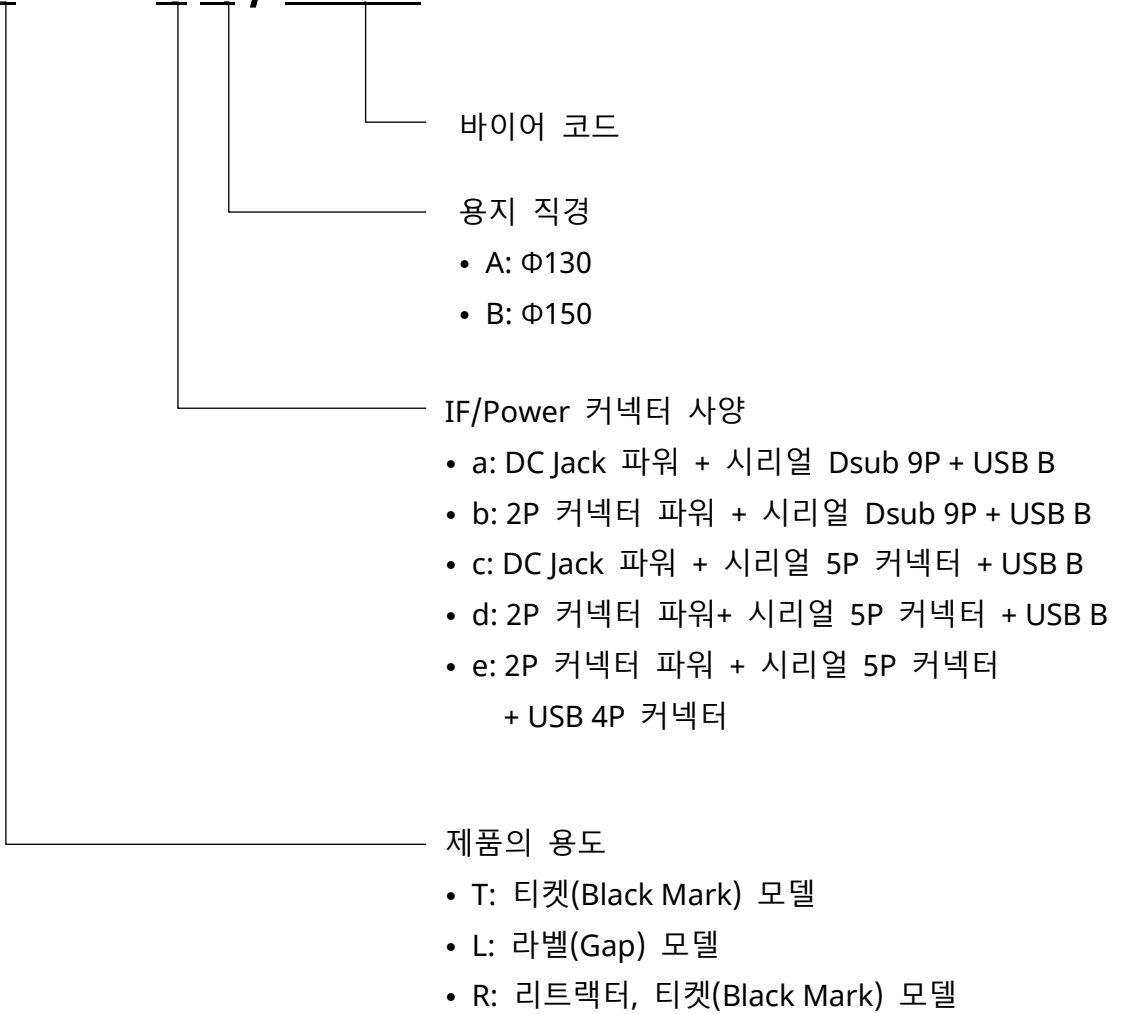 바이어 코드
용지 직경
• A: Φ130
• B: Φ150
IF/Power 커넥터 사양
• a: DC Jack 파워 + 시리얼 Dsub 9P + USB B
• b: 2P 커넥터 파워 + 시리얼 Dsub 9P + USB B
• c: DC Jack 파워 + 시리얼 5P 커넥터 + USB B
• d: 2P 커넥터 파워+ 시리얼 5P 커넥터 + USB B
• e: 2P 커넥터 파워 + 시리얼 5P 커넥터
+ USB 4P 커넥터
제품의 용도
• T: 티켓(Black Mark) 모델
• L: 라벨(Gap) 모델
• R: 리트랙터, 티켓(Black Mark) 모델